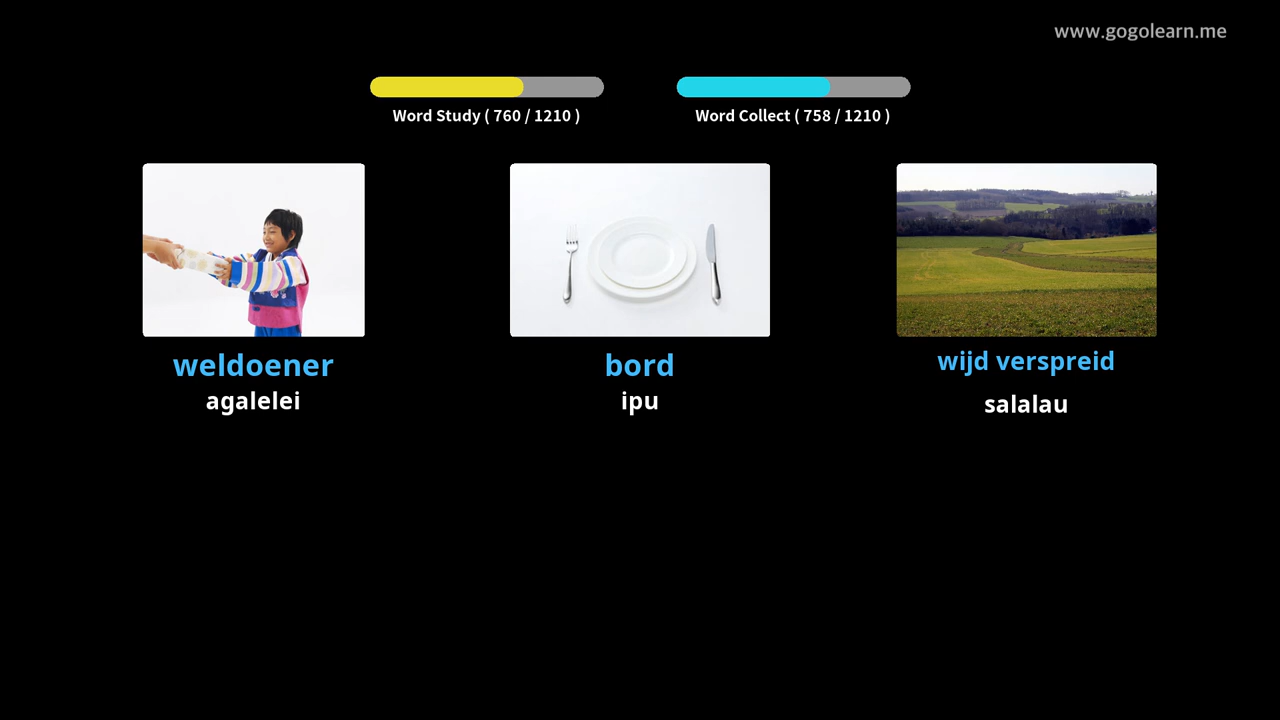 www.gogolearn.me
Word Study ( 760 / 1210 )
Word Collect ( 758 / 1210 )
weldoener
agalelei
bord
ipu
wijd verspreid
salalau